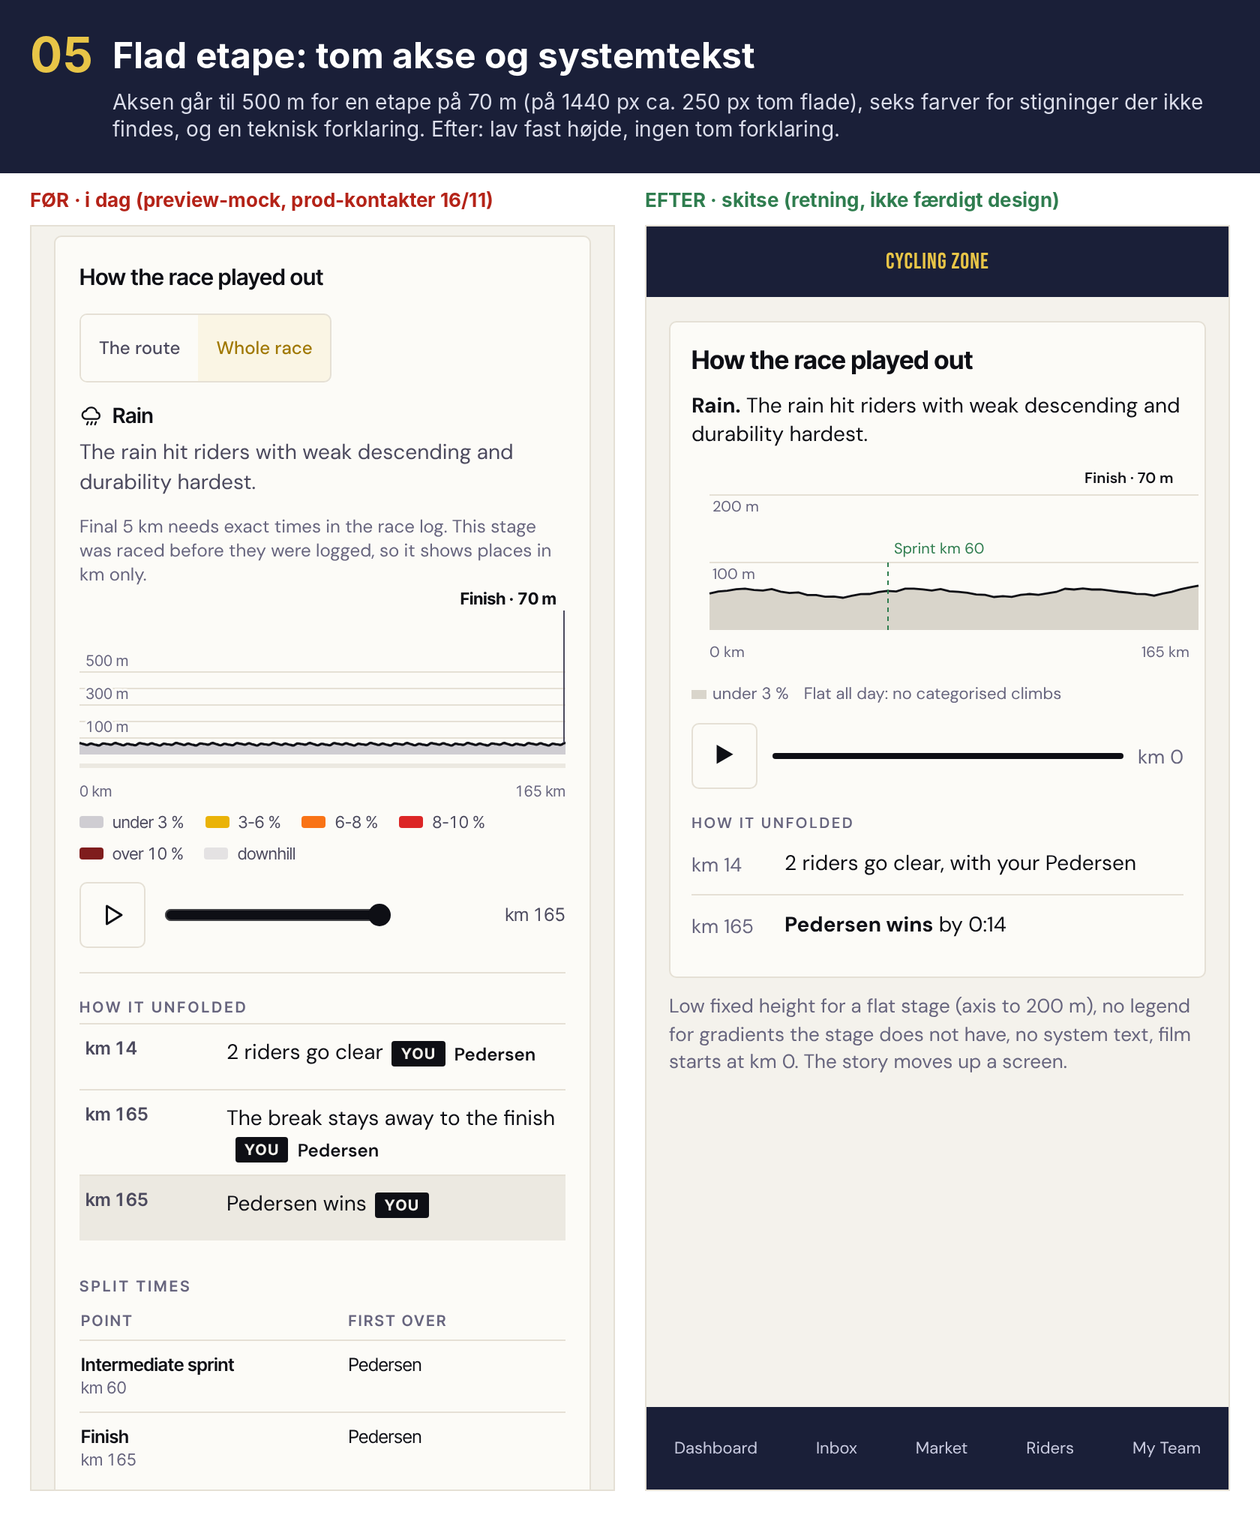 05 Flad etape: tom akse og systemtekst
Aksen går til 500 m for en etape på 70 m (på 1440 px ca. 250 px tom flade), seks farver for stigninger der ikke
findes, og en teknisk forklaring. Efter: lav fast højde, ingen tom forklaring.
FØR · i dag (preview-mock, prod-kontakter 16/11)
How the race played out
The route
Whole race
Rain
The rain hit riders with weak descending and
durability hardest.
Final 5 km needs exact times in the race log. This stage
was raced before they were logged, so it shows places in
km only.
Finish · 70 m
500 m
300 m
100 m
0 km
165 km
under 3 %
3-6 %
6-8 %
8-10 %
over 10 %
downhill
km 165
HOW IT UNFOLDED
km 14
2 riders go clear YOU Pedersen
km 165
The break stays away to the finish
YOU Pedersen
km 165
Pedersen wins YOU
SPLIT TIMES
POINT
FIRST OVER
Intermediate sprint
Pedersen
km 60
Finish
Pedersen
km 165
EFTER · skitse (retning, ikke færdigt design)
CYCLING ZONE
How the race played out
Rain. The rain hit riders with weak descending and
durability hardest.
Finish · 70 m
200 m
Sprint km 60
100 m
0 km
165 km
under 3 %
Flat all day: no categorised climbs
km 0
HOW IT UNFOLDED
km 14
2 riders go clear, with your Pedersen
km 165
Pedersen wins by 0:14
Low fixed height for a flat stage (axis to 200 m), no legend
for gradients the stage does not have, no system text, film
starts at km 0. The story moves up a screen.
Dashboard
Inbox
Market
Riders
My Team